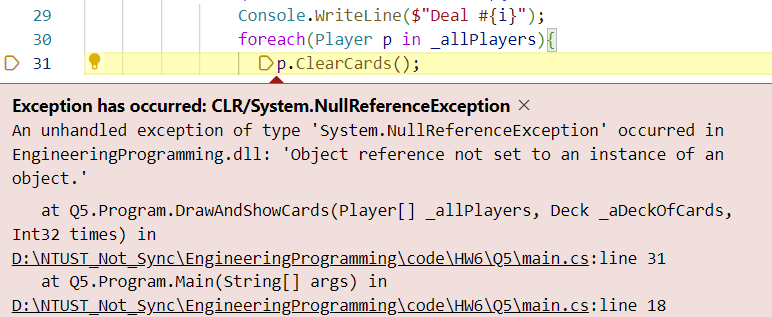 29 Console.WriteLine($"Deal #{i}");
30 foreach(Player p in _allPlayers){
31 p.ClearCards();
Exception has occurred: CLR/System.NullReferenceException ×
An unhandled exception of type 'System.NullReferenceException' occurred in
EngineeringProgramming.dll: 'Object reference not set to an instance of an
object.'
at Q5.Program.DrawAndShowCards(Player[] _allPlayers, Deck _aDeckOfCards,
Int32 times) in
D:\NTUST_Not_Sync\EngineeringProgramming\code\HW6\Q5\main.cs:line 31
at Q5.Program.Main(String[] args) in
D:\NTUST_Not_Sync\EngineeringProgramming\code\HW6\Q5\main.cs:line 18